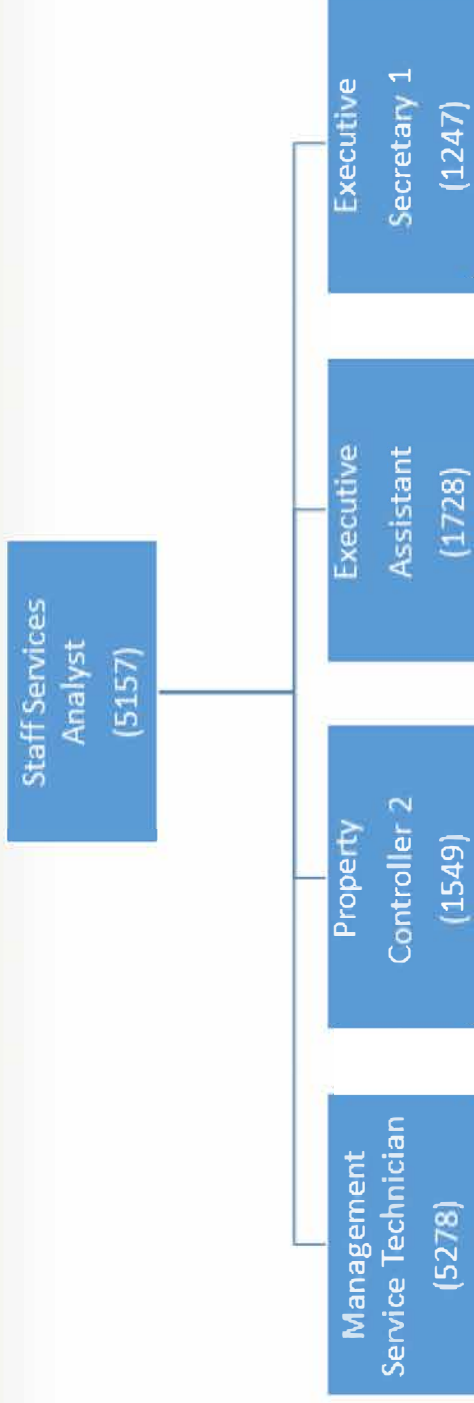 Staff Services
Analyst
(5157)
Management
Service Technician
(5278)
Property
Controller 2
(1549)
Executive
Assistant
(1728)
Executive
Secretary 1
(1247)